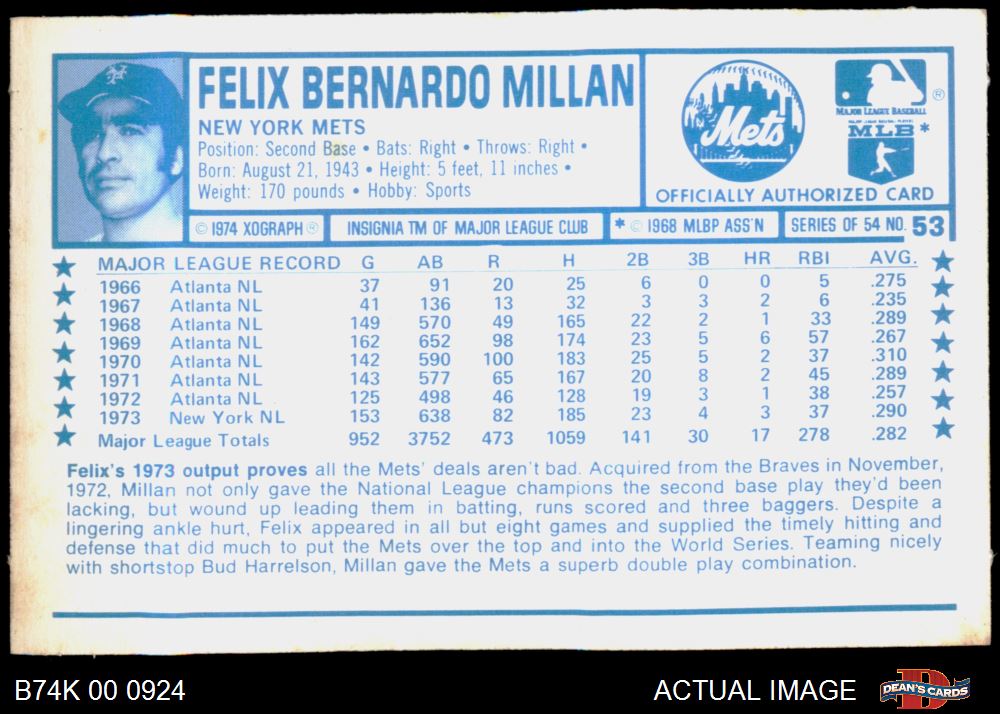 FELIX BERNARDO MILLAN
NEW YORK METS
Position: Second Base • Bats: Right • Throws: Right •
Born: August 21, 1943 • Height: 5 feet, 11 inches •
Weight: 170 pounds • Hobby: Sports
Mets
®
MAJOR LEAGUE BASEBALL
MLB *
OFFICIALLY AUTHORIZED CARD
© 1974 XOGRAPH ® INSIGNIA TM OF MAJOR LEAGUE CLUB * © 1968 MLBP ASS'N SERIES OF 54 NO. 53
MAJOR LEAGUE RECORD G AB R H 2B 3B HR RBI AVG.
1966 Atlanta NL 37 91 20 25 6 0 0 5 .275
1967 Atlanta NL 41 136 13 32 3 3 2 6 .235
1968 Atlanta NL 149 570 49 165 22 2 1 33 .289
1969 Atlanta NL 162 652 98 174 23 5 6 57 .267
1970 Atlanta NL 142 590 100 183 25 5 2 37 .310
1971 Atlanta NL 143 577 65 167 20 8 2 45 .289
1972 Atlanta NL 125 498 46 128 19 3 1 38 .257
1973 New York NL 153 638 82 185 23 4 3 37 .290
Major League Totals 952 3752 473 1059 141 30 17 278 .282
Felix's 1973 output proves all the Mets' deals aren't bad. Acquired from the Braves in November,
1972, Millan not only gave the National League champions the second base play they'd been
lacking, but wound up leading them in batting, runs scored and three baggers. Despite a
lingering ankle hurt, Felix appeared in all but eight games and supplied the timely hitting and
defense that did much to put the Mets over the top and into the World Series. Teaming nicely
with shortstop Bud Harrelson, Millan gave the Mets a superb double play combination.
B74K 00 0924
ACTUAL IMAGE
DEAN'S CARDS